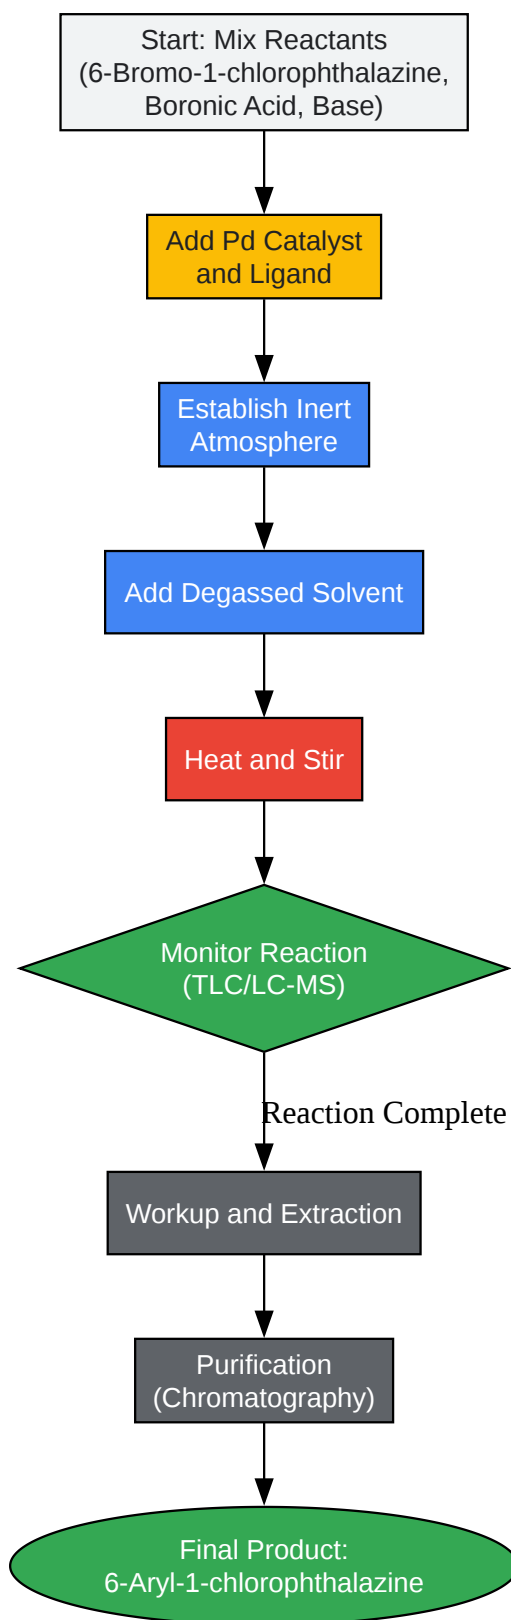 Start: Mix Reactants
(6-Bromo-1-chlorophthalazine,
Boronic Acid, Base)
Add Pd Catalyst
and Ligand
Establish Inert
Atmosphere
Add Degassed Solvent
Heat and Stir
Monitor Reaction
(TLC/LC-MS)
Reaction Complete
Workup and Extraction
Purification
(Chromatography)
Final Product:
6-Aryl-1-chlorophthalazine